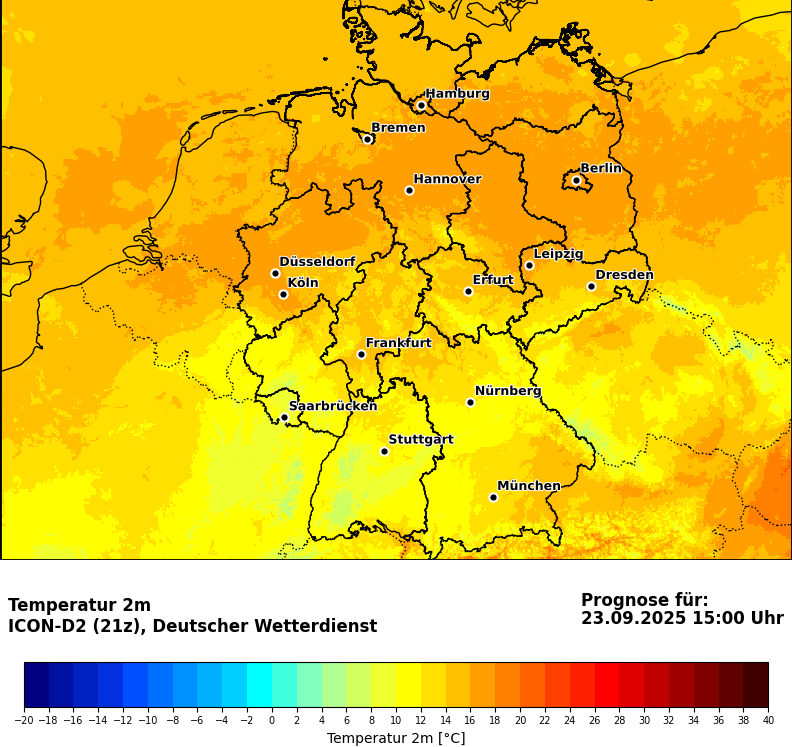 Hamburg
Bremen
Berlin
Hannover
Leipzig
Düsseldorf
Dresden
Köln
Erfurt
Frankfurt
Nürnberg
Saarbrücken
Stuttgart
München
Temperatur 2m
ICON-D2 (21z), Deutscher Wetterdienst
Prognose für:
23.09.2025 15:00 Uhr
−20 −18 −16 −14 −12 −10 −8 −6 −4 −2 0 2 4 6 8 10 12 14 16 18 20 22 24 26 28 30 32 34 36 38 40
Temperatur 2m [°C]